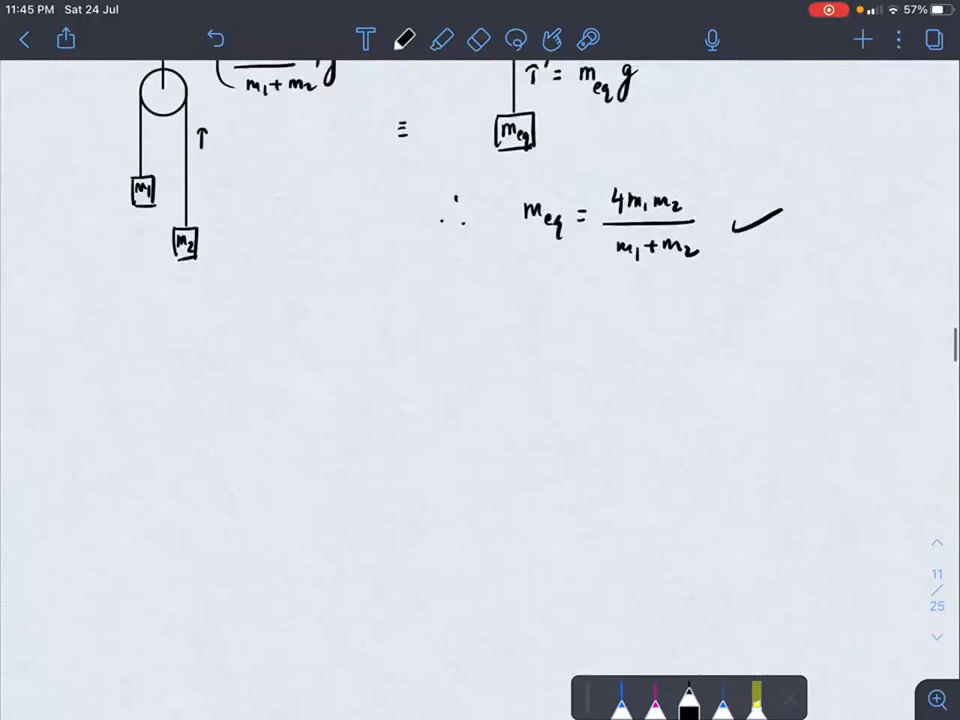 11:45 PM Sat 24 Jul
57%
m₁+m₂ g
T' = m_eq g
m_eq
≡
T
m₁
m₂
∴ m_eq = 4m₁m₂
m₁+m₂
11
/
25